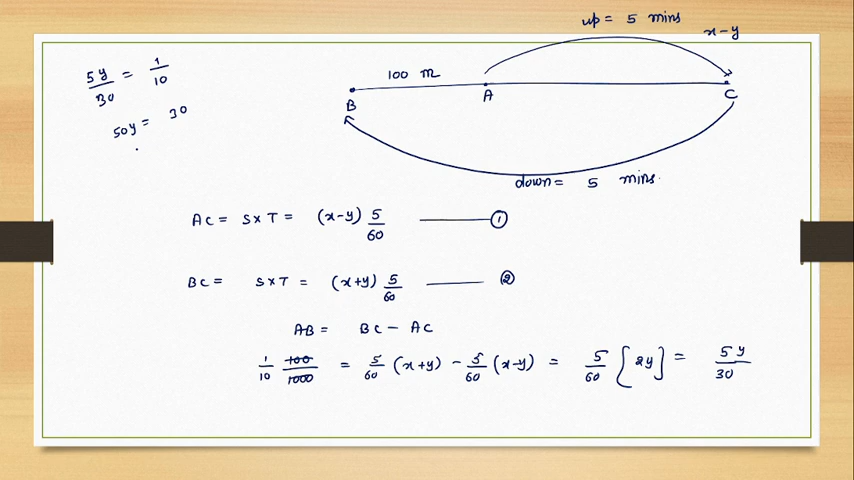 up = 5 mins
x-y
5y/30 = 1/10
100 m
B
A
C
50y = 30
down = 5 mins.
AC = S×T = (x-y) 5/60 ——— ①
BC = S×T = (x+y) 5/60 ——— ②
AB = BC - AC
1/10 100/1000 = 5/60 (x+y) - 5/60 (x-y) = 5/60 [2y] = 5y/30